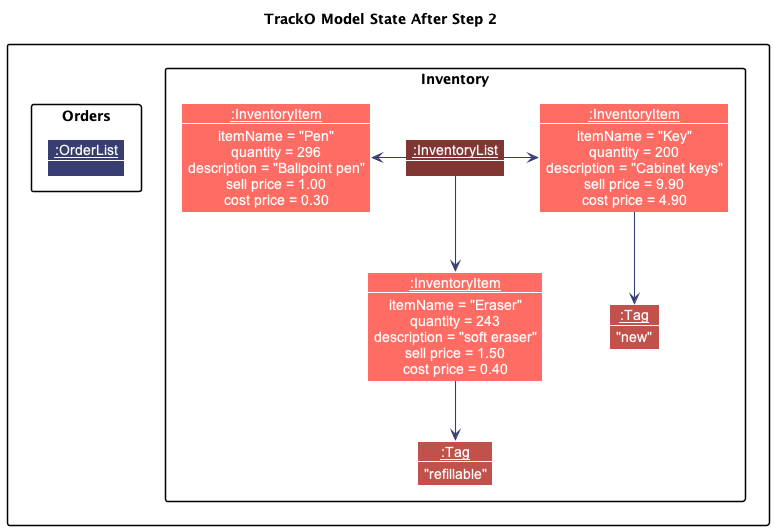 TrackO Model State After Step 2
Inventory
Orders
:OrderList
:InventoryItem
itemName = "Pen"
quantity = 296
description = "Ballpoint pen"
sell price = 1.00
cost price = 0.30
:InventoryList
:InventoryItem
itemName = "Key"
quantity = 200
description = "Cabinet keys"
sell price = 9.90
cost price = 4.90
:InventoryItem
itemName = "Eraser"
quantity = 243
description = "soft eraser"
sell price = 1.50
cost price = 0.40
:Tag
"new"
:Tag
"refillable"